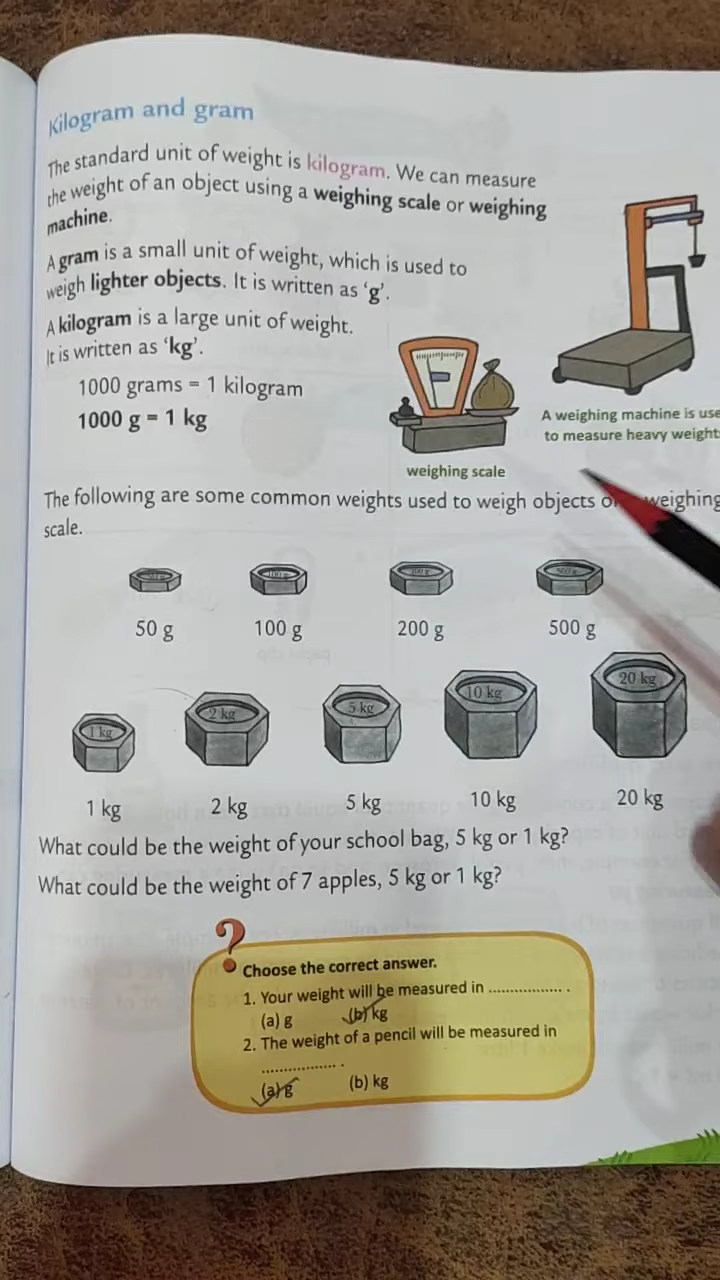 Kilogram and gram
The standard unit of weight is kilogram. We can measure
the weight of an object using a weighing scale or weighing
machine.
A gram is a small unit of weight, which is used to
weigh lighter objects. It is written as ‘g’.
A kilogram is a large unit of weight.
It is written as ‘kg’.
1000 grams = 1 kilogram
1000 g = 1 kg
A weighing machine is use
to measure heavy weight
weighing scale
The following are some common weights used to weigh objects weighing
scale.
100 g 200 g 500 g
50 g 100 g 200 g 500 g
1 kg 2 kg 5 kg 10 kg 20 kg
1 kg 2 kg 5 kg 10 kg 20 kg
What could be the weight of your school bag, 5 kg or 1 kg?
What could be the weight of 7 apples, 5 kg or 1 kg?
?
Choose the correct answer.
1. Your weight will be measured in ................. .
(a) g (b) kg
2. The weight of a pencil will be measured in
................. .
(a) g (b) kg